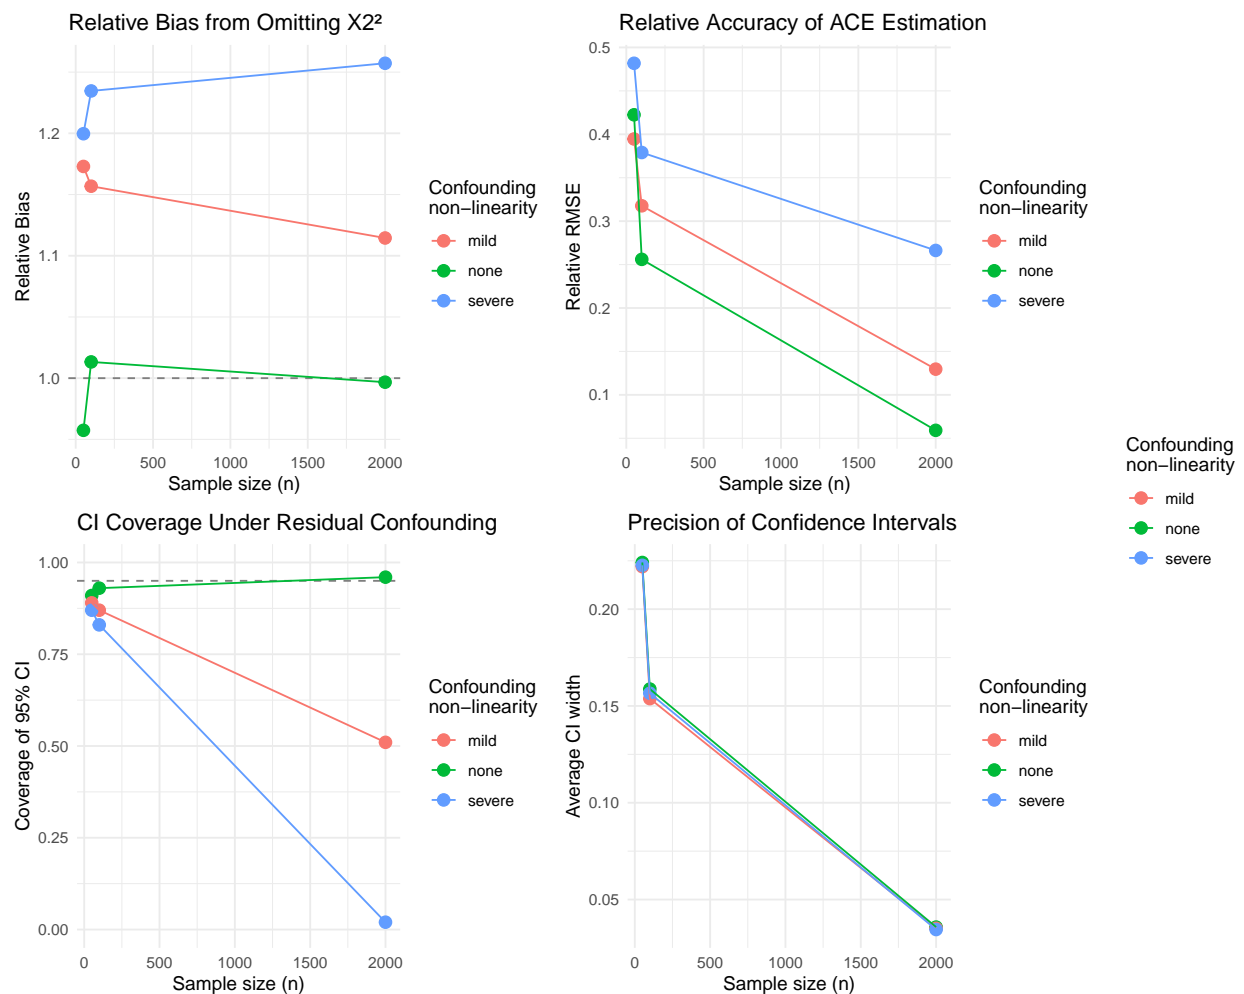 Relative Bias from Omitting X2²
Relative Bias
1.2
1.1
1.0
0
500
1000
1500
2000
Sample size (n)
Confounding
non−linearity
mild
none
severe
Relative Accuracy of ACE Estimation
Relative RMSE
0.5
0.4
0.3
0.2
0.1
0
500
1000
1500
2000
Sample size (n)
Confounding
non−linearity
mild
none
severe
CI Coverage Under Residual Confounding
Coverage of 95% CI
1.00
0.75
0.50
0.25
0.00
0
500
1000
1500
2000
Sample size (n)
Confounding
non−linearity
mild
none
severe
Precision of Confidence Intervals
Average CI width
0.20
0.15
0.10
0.05
0
500
1000
1500
2000
Sample size (n)
Confounding
non−linearity
mild
none
severe
Confounding
non−linearity
mild
none
severe